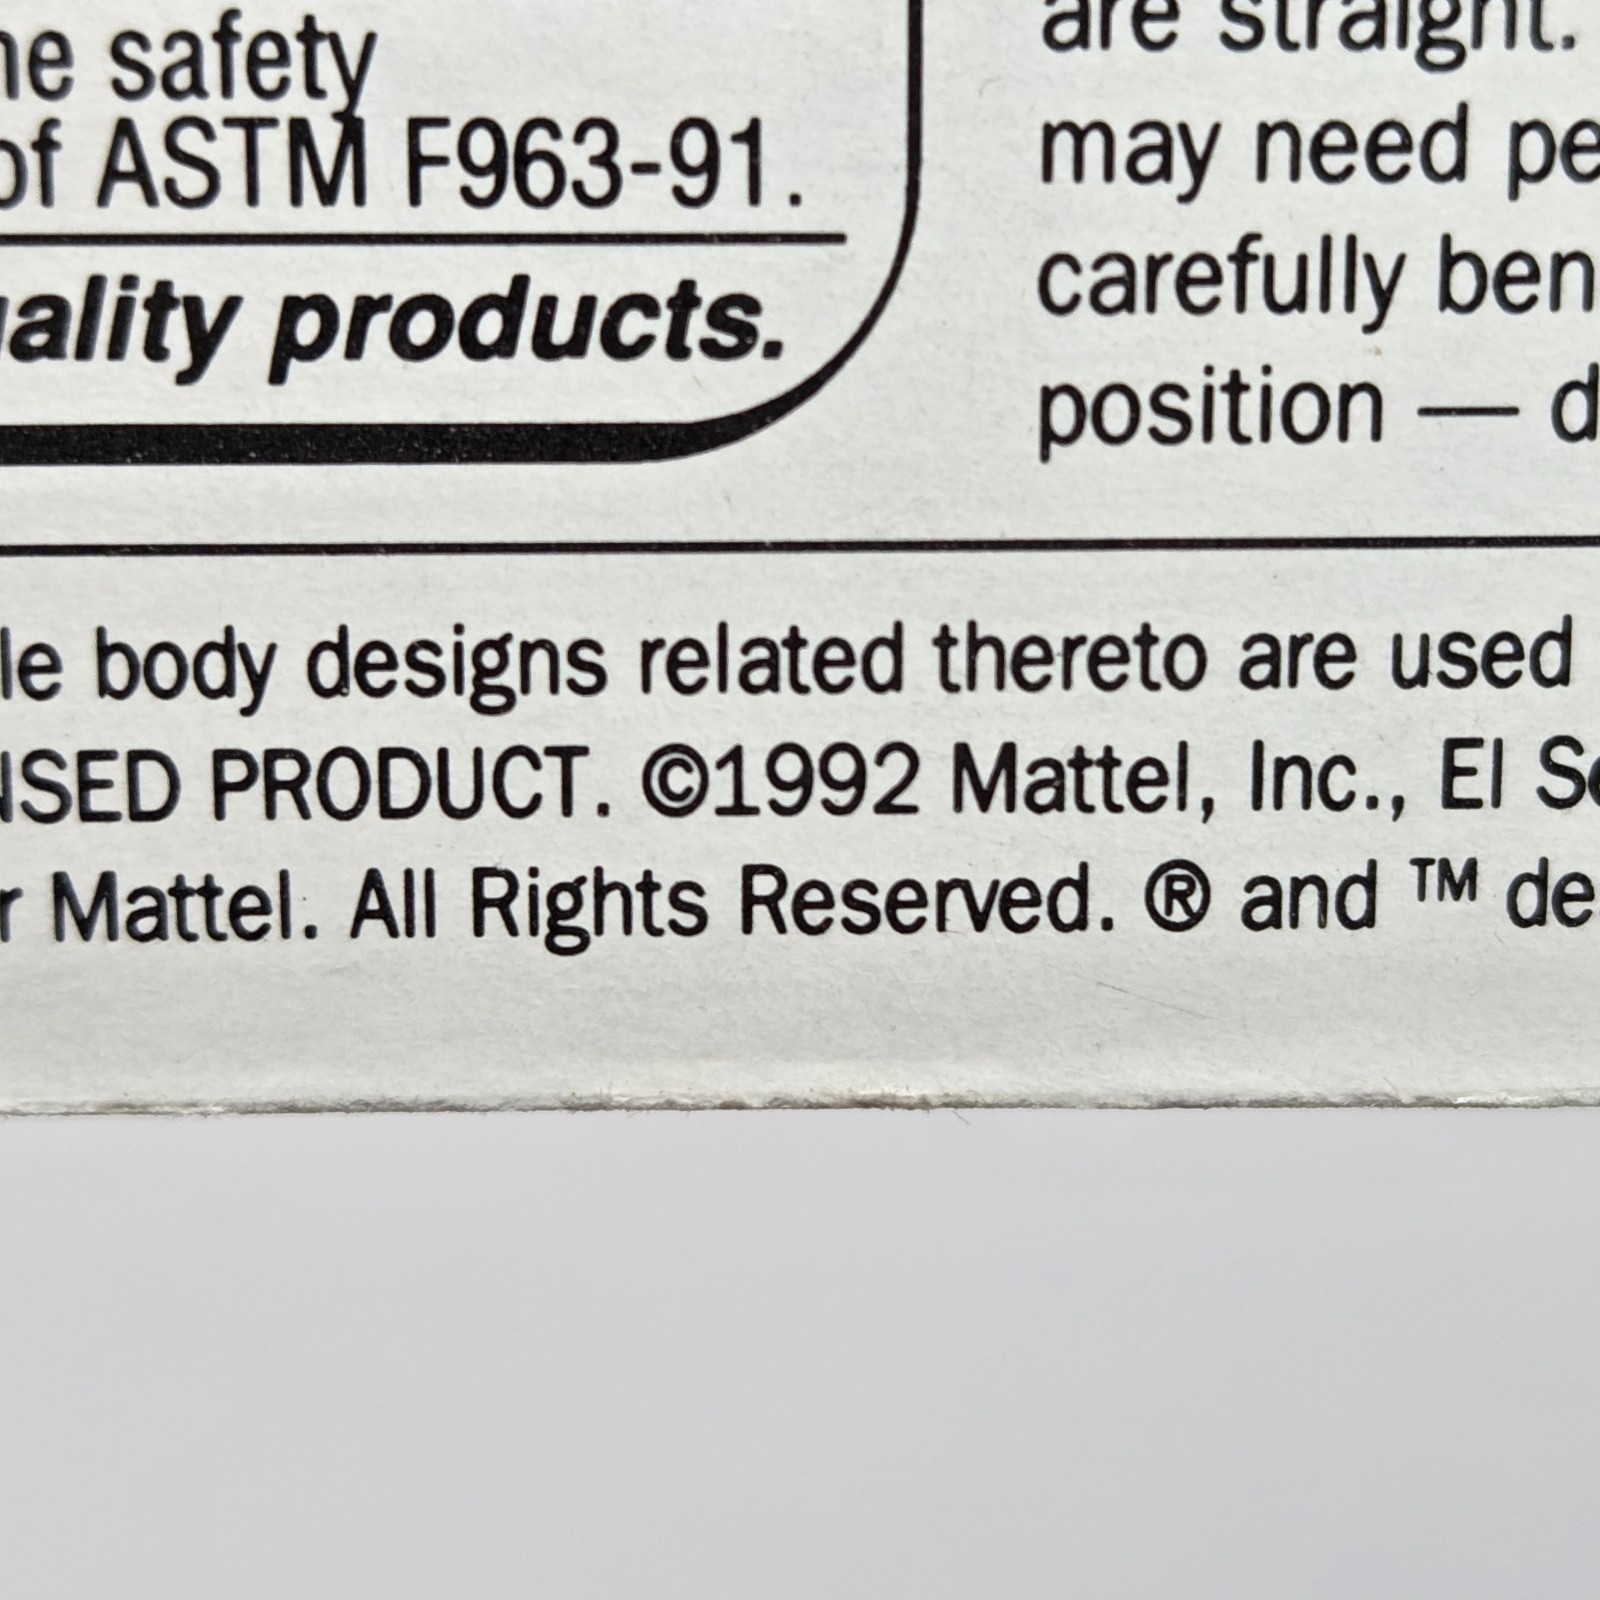 he safety
of ASTM F963-91.
ality products.
are straight.
may need pe
carefully ben
position — d
le body designs related thereto are used
NSED PRODUCT. ©1992 Mattel, Inc., El Se
r Mattel. All Rights Reserved. ® and ™ de